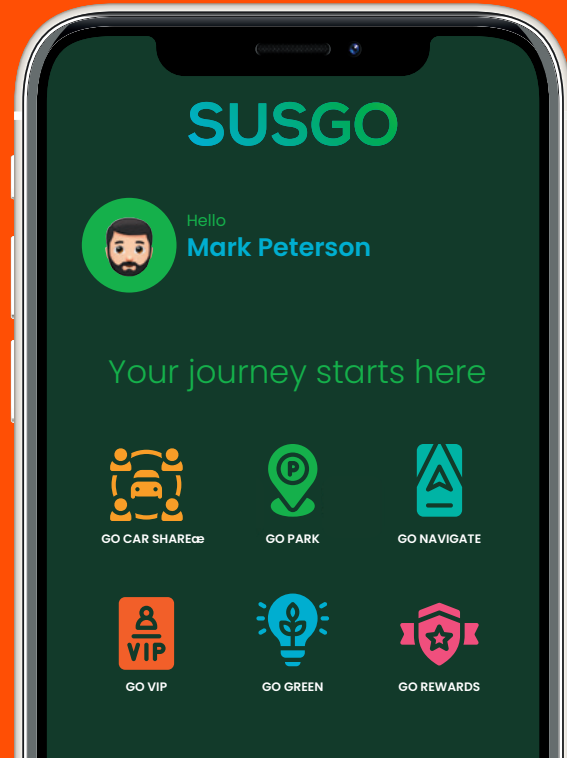 SUSGO
Hello
Mark Peterson
Your journey starts here
P
GO CAR SHAREæ
GO PARK
GO NAVIGATE
VIP
GO VIP
GO GREEN
GO REWARDS